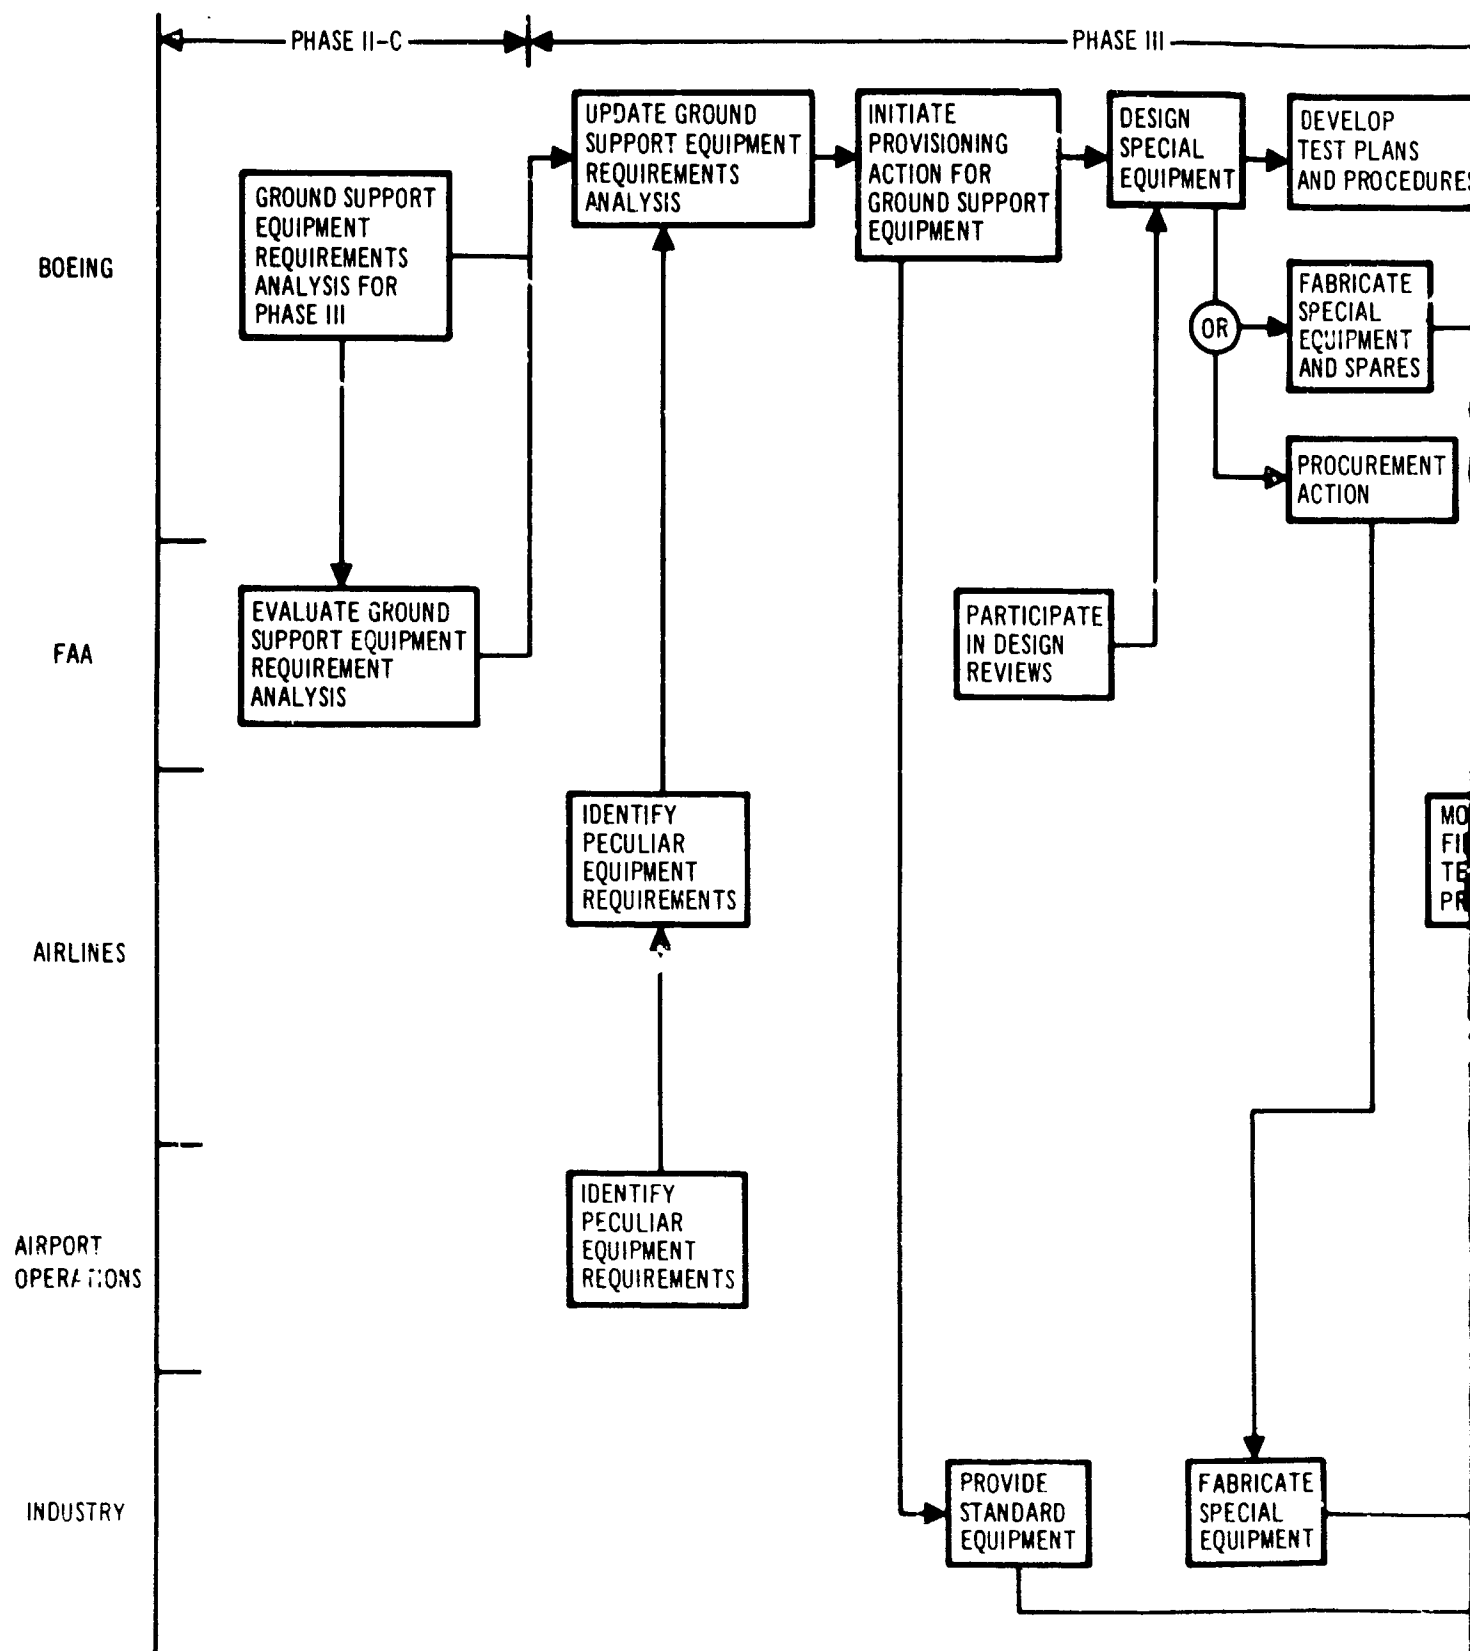 PHASE II-C
PHASE III
BOEING
GROUND SUPPORT
EQUIPMENT
REQUIREMENTS
ANALYSIS FOR
PHASE III
UPDATE GROUND
SUPPORT EQUIPMENT
REQUIREMENTS
ANALYSIS
INITIATE
PROVISIONING
ACTION FOR
GROUND SUPPORT
EQUIPMENT
DESIGN
SPECIAL
EQUIPMENT
DEVELOP
TEST PLANS
AND PROCEDURES
OR
FABRICATE
SPECIAL
EQUIPMENT
AND SPARES
PROCUREMENT
ACTION
FAA
EVALUATE GROUND
SUPPORT EQUIPMENT
REQUIREMENT
ANALYSIS
PARTICIPATE
IN DESIGN
REVIEWS
AIRLINES
IDENTIFY
PECULIAR
EQUIPMENT
REQUIREMENTS
AIRPORT
OPERATIONS
IDENTIFY
PECULIAR
EQUIPMENT
REQUIREMENTS
INDUSTRY
PROVIDE
STANDARD
EQUIPMENT
FABRICATE
SPECIAL
EQUIPMENT